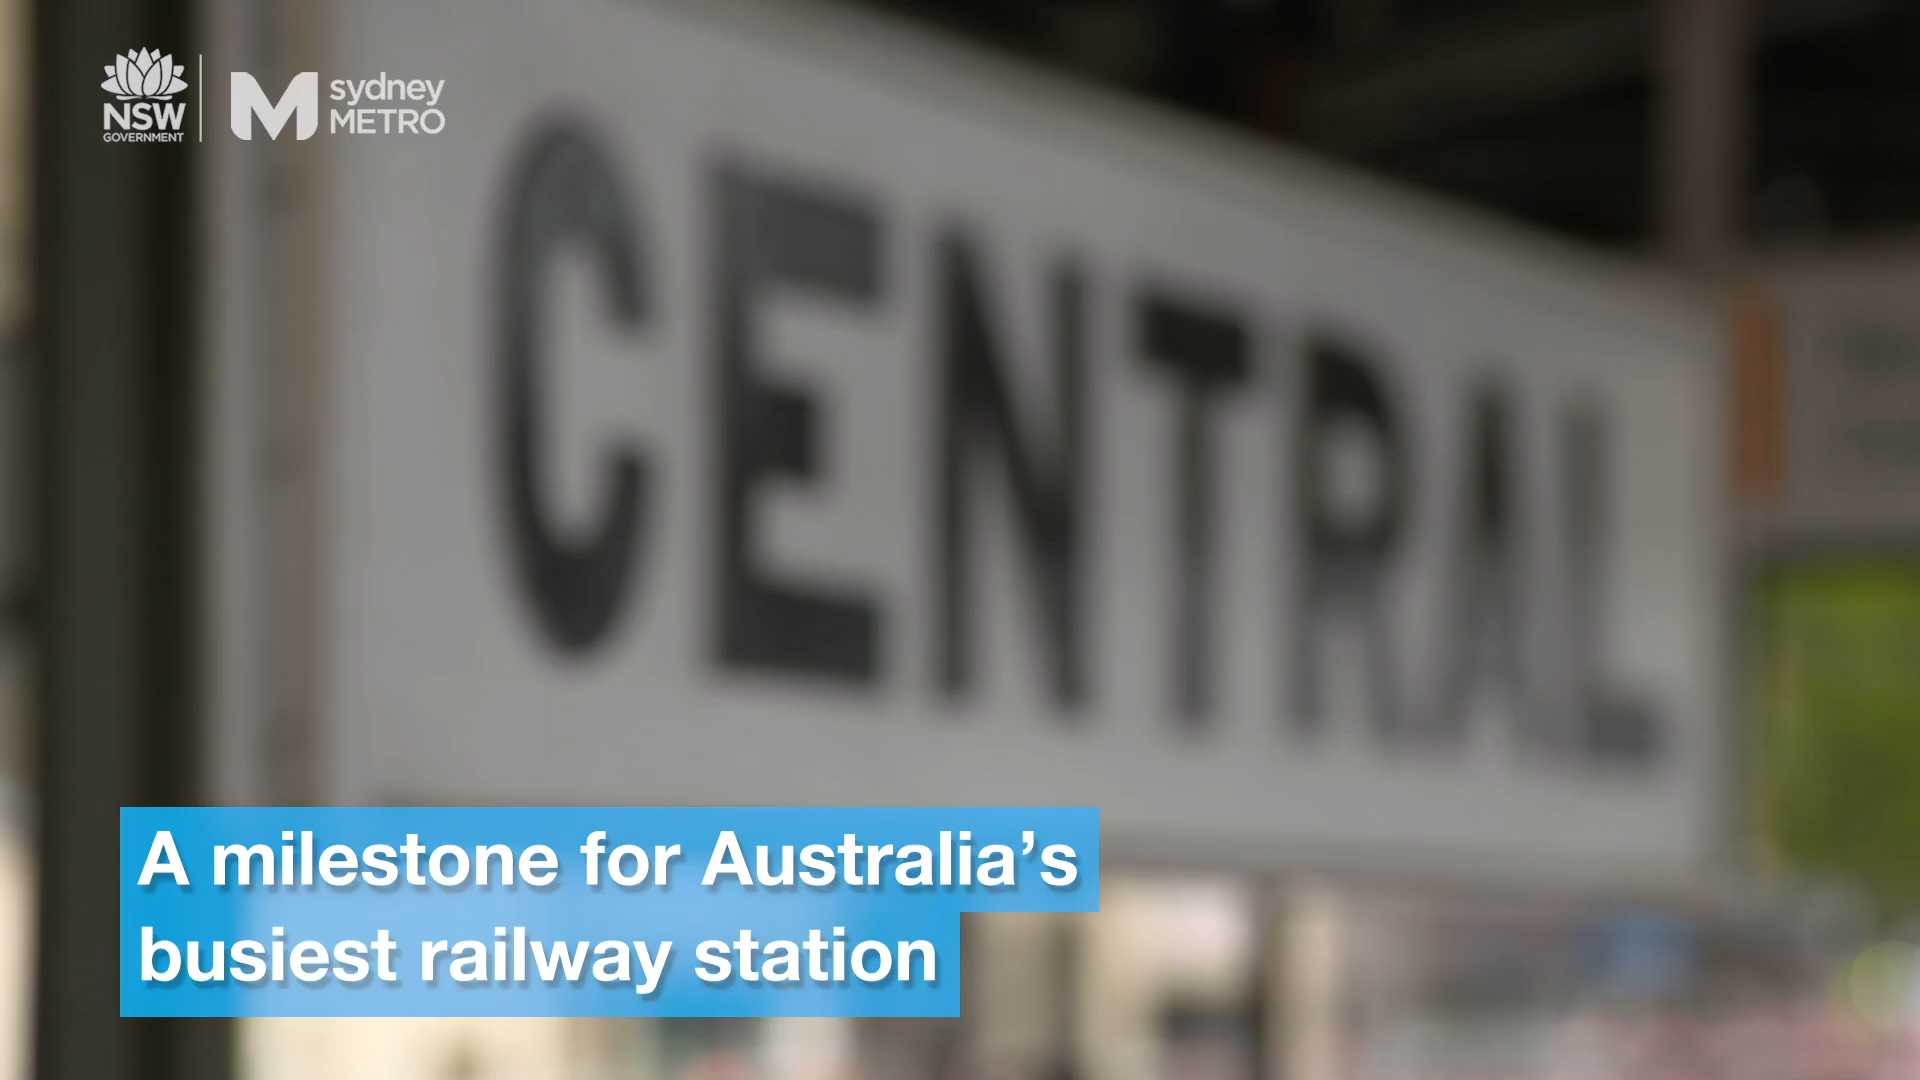 NSW
GOVERNMENT
M sydney
METRO
CENTRAL
A milestone for Australia’s
busiest railway station